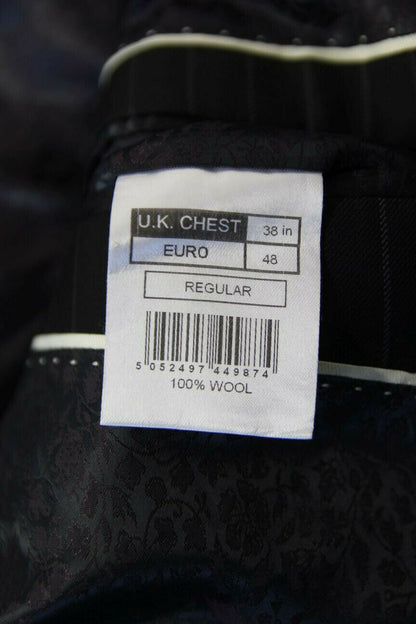 U.K. CHEST 38 in
EURO 48
REGULAR
5 052497 449874
100% WOOL